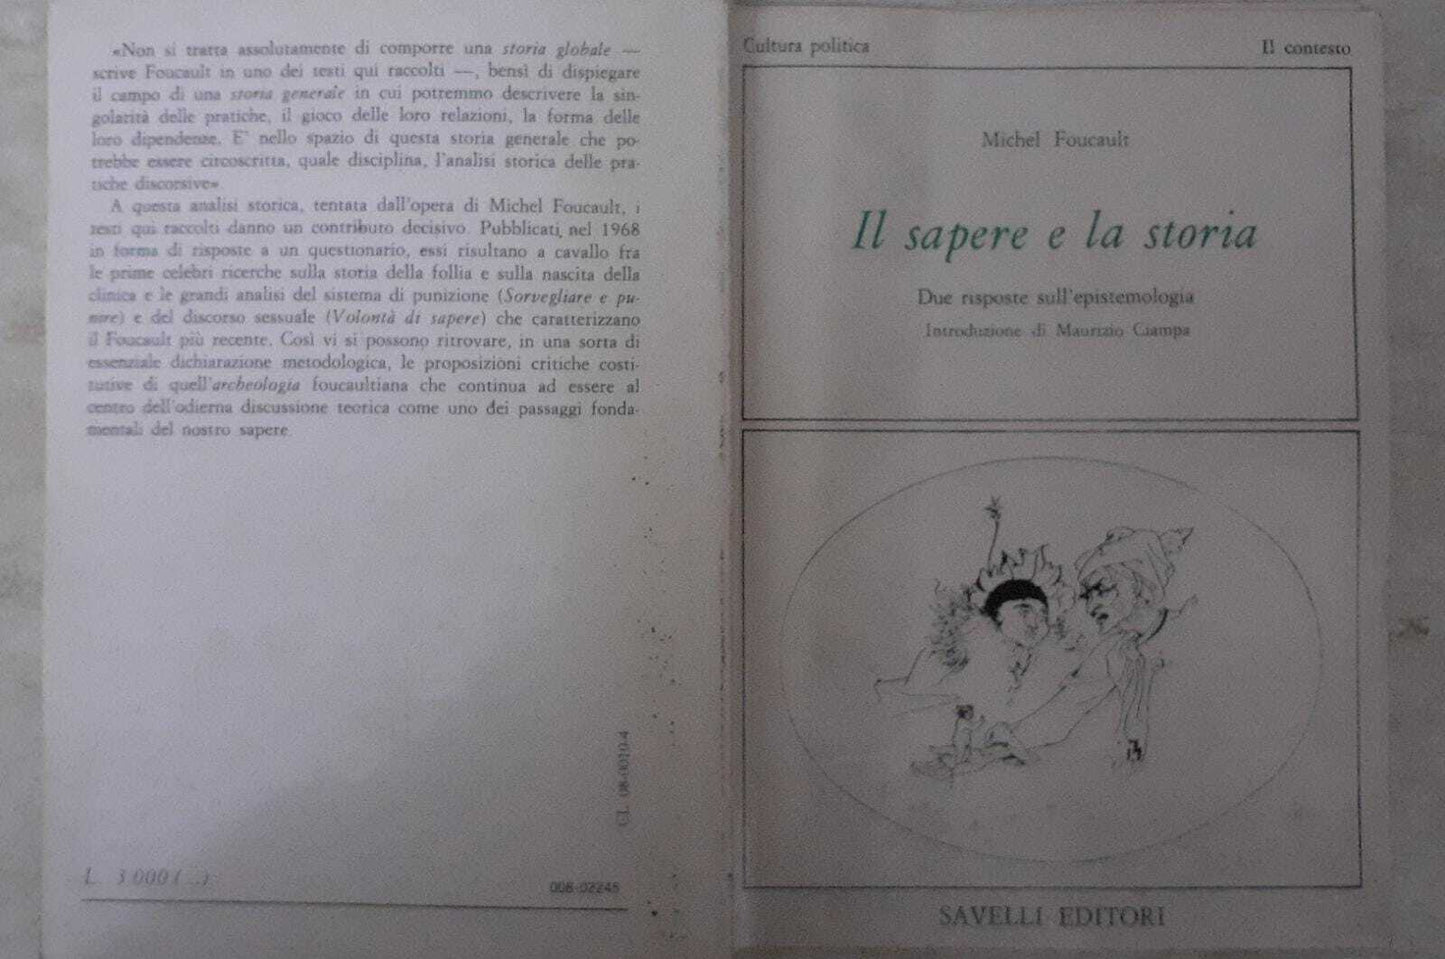 «Non si tratta assolutamente di comporre una storia globale —
scrive Foucault in uno dei testi qui raccolti —, bensì di dispiegare
il campo di una storia generale in cui potremmo descrivere la sin-
golarità delle pratiche, il gioco delle loro relazioni, la forma delle
loro dipendenze. E' nello spazio di questa storia generale che po-
trebbe essere circoscritta, quale disciplina, l'analisi storica delle pra-
tiche discorsive»
A questa analisi storica, tentata dall'opera di Michel Foucault, i
testi qui raccolti danno un contributo decisivo. Pubblicati nel 1968
in forma di risposte a un questionario, essi risultano a cavallo fra
le prime celebri ricerche sulla storia della follia e sulla nascita della
clinica e le grandi analisi del sistema di punizione (Sorvegliare e pu-
nire) e del discorso sessuale (Volontà di sapere) che caratterizzano
il Foucault più recente. Così vi si possono ritrovare, in una sorta di
essenziale dichiarazione metodologica, le proposizioni critiche costi-
tutive di quell'archeologia foucaultiana che continua ad essere al
centro dell'odierna discussione teorica come uno dei passaggi fonda-
mentali del nostro sapere.
CL 08-0010-4
L. 3.000 (...)
008-02245
Cultura politica
Il contesto
Michel Foucault
Il sapere e la storia
Due risposte sull'epistemologia
Introduzione di Maurizio Ciampa
SAVELLI EDITORI